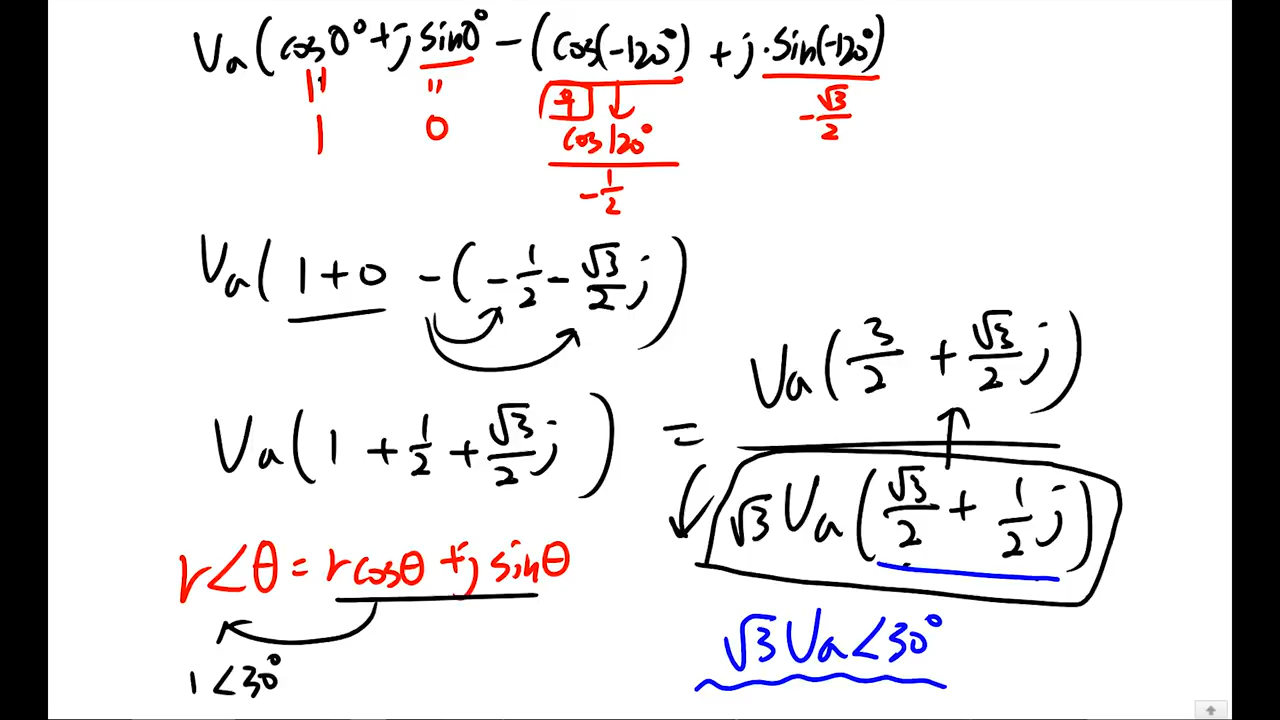 Va(cos0°+j sin0° - (cos(-120°) + j·sin(-120°)
" "
1 0 우 ↓ cos120° -√3/2
-1/2
Va(1+0 -(-1/2 - √3/2 j)
Va(3/2 + √3/2 j)
Va(1 + 1/2 + √3/2 j) =
√3 Va(√3/2 + 1/2 j)
r<θ = rcosθ + j sinθ
√3 Va<30°
1<30°